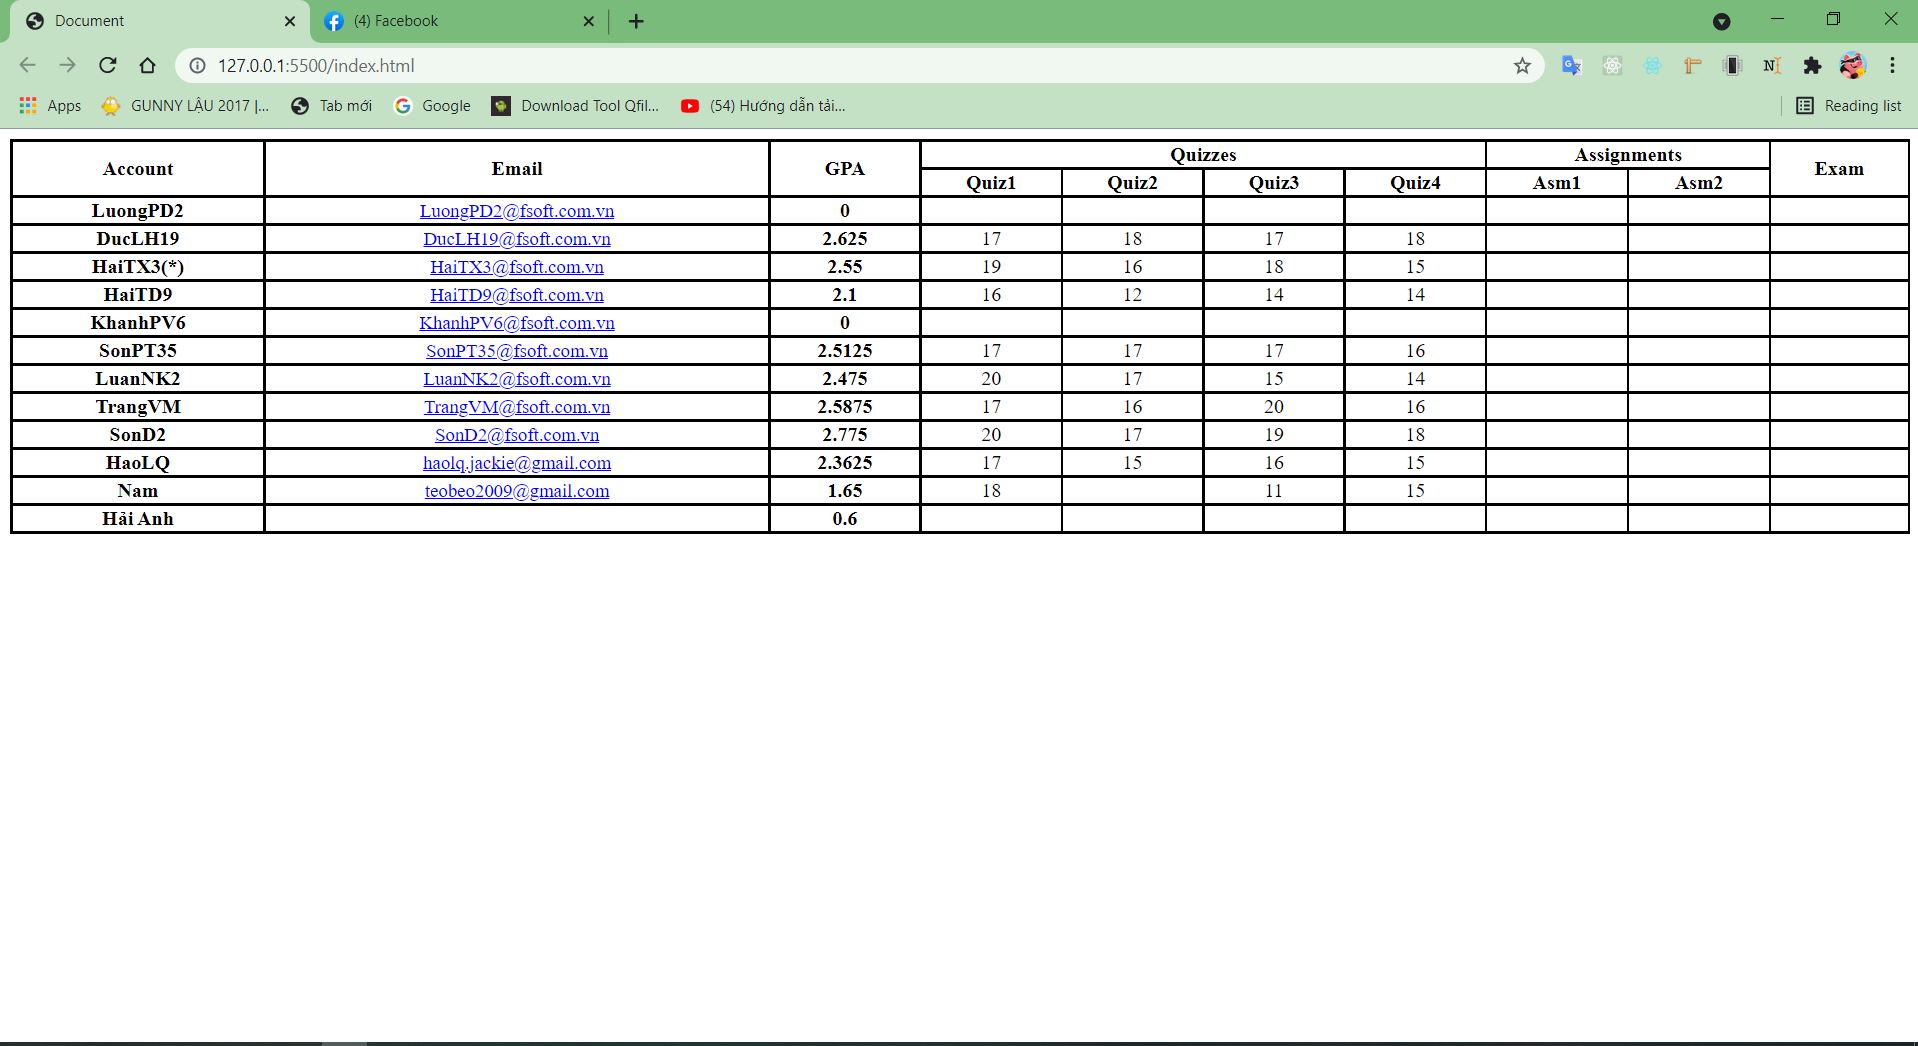 Document
(4) Facebook
127.0.0.1:5500/index.html
Apps GUNNY LẬU 2017 |... Tab mới Google Download Tool Qfil... (54) Hướng dẫn tải... Reading list
Account Email GPA Quizzes Assignments Exam
Quiz1 Quiz2 Quiz3 Quiz4 Asm1 Asm2
LuongPD2 LuongPD2@fsoft.com.vn 0
DucLH19 DucLH19@fsoft.com.vn 2.625 17 18 17 18
HaiTX3(*) HaiTX3@fsoft.com.vn 2.55 19 16 18 15
HaiTD9 HaiTD9@fsoft.com.vn 2.1 16 12 14 14
KhanhPV6 KhanhPV6@fsoft.com.vn 0
SonPT35 SonPT35@fsoft.com.vn 2.5125 17 17 17 16
LuanNK2 LuanNK2@fsoft.com.vn 2.475 20 17 15 14
TrangVM TrangVM@fsoft.com.vn 2.5875 17 16 20 16
SonD2 SonD2@fsoft.com.vn 2.775 20 17 19 18
HaoLQ haolq.jackie@gmail.com 2.3625 17 15 16 15
Nam teobeo2009@gmail.com 1.65 18 11 15
Hải Anh 0.6